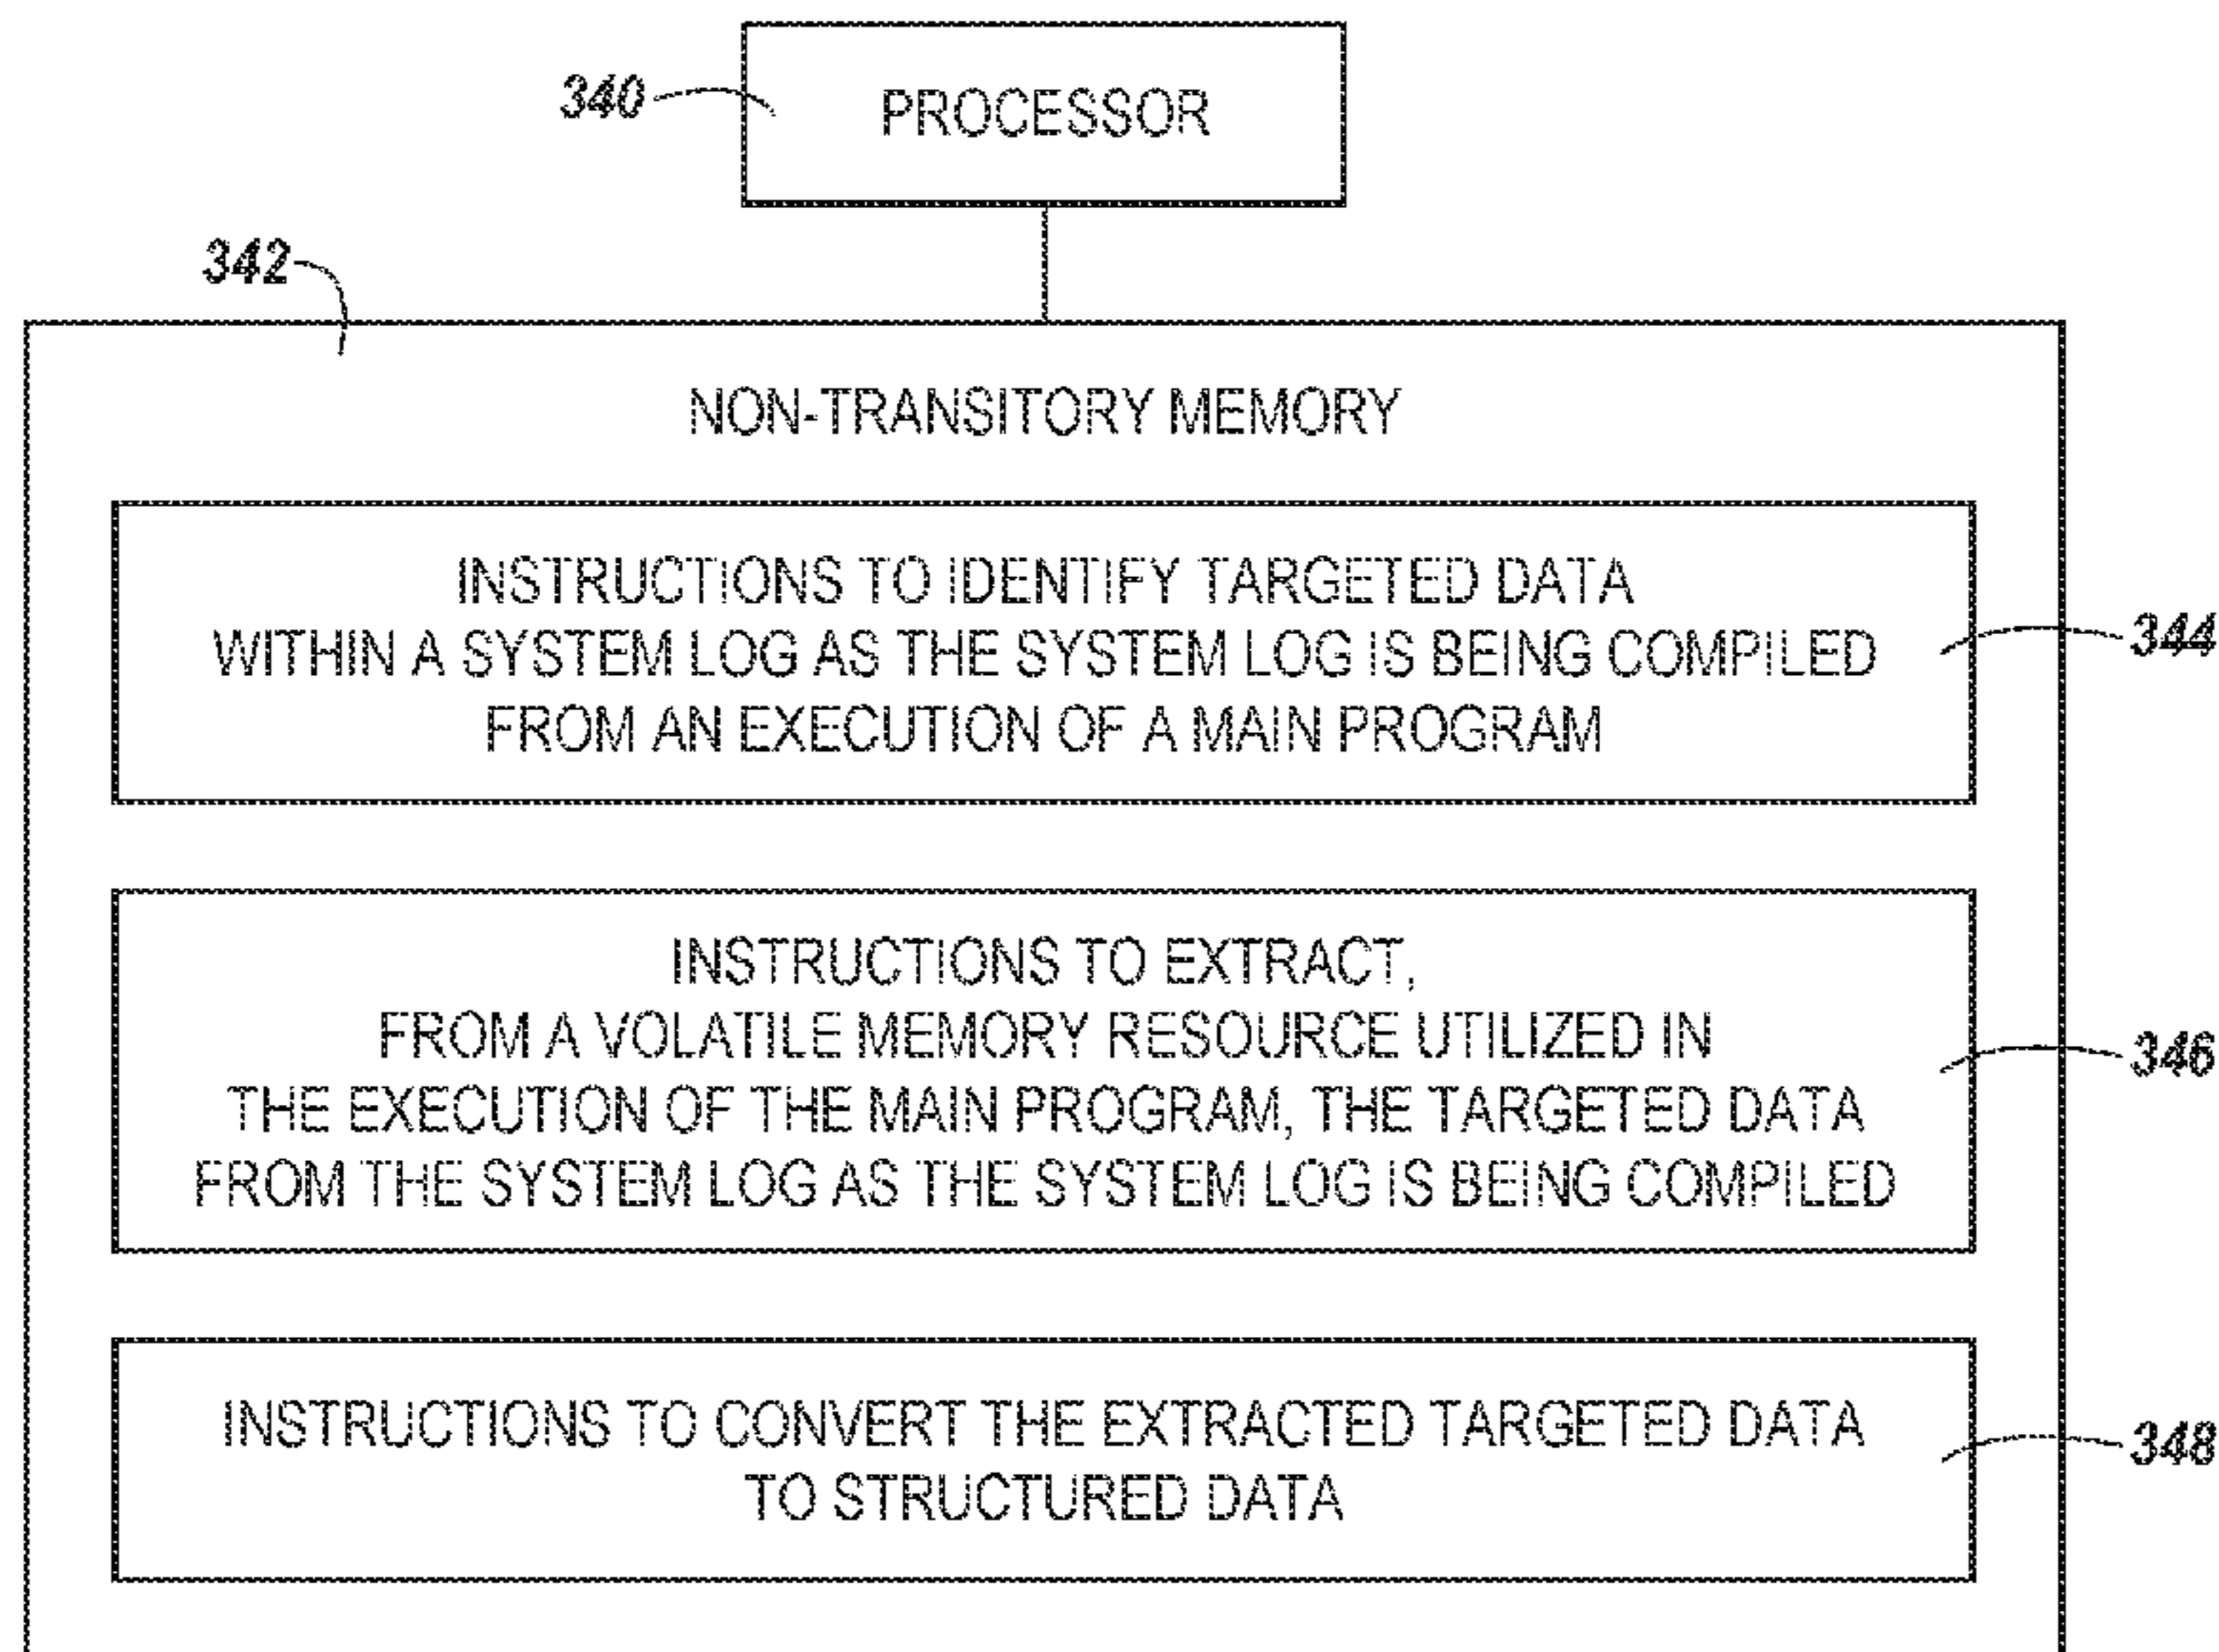 340
PROCESSOR
342
NON-TRANSITORY MEMORY
INSTRUCTIONS TO IDENTIFY TARGETED DATA
WITHIN A SYSTEM LOG AS THE SYSTEM LOG IS BEING COMPILED
FROM AN EXECUTION OF A MAIN PROGRAM
344
INSTRUCTIONS TO EXTRACT,
FROM A VOLATILE MEMORY RESOURCE UTILIZED IN
THE EXECUTION OF THE MAIN PROGRAM, THE TARGETED DATA
FROM THE SYSTEM LOG AS THE SYSTEM LOG IS BEING COMPILED
346
INSTRUCTIONS TO CONVERT THE EXTRACTED TARGETED DATA
TO STRUCTURED DATA
348